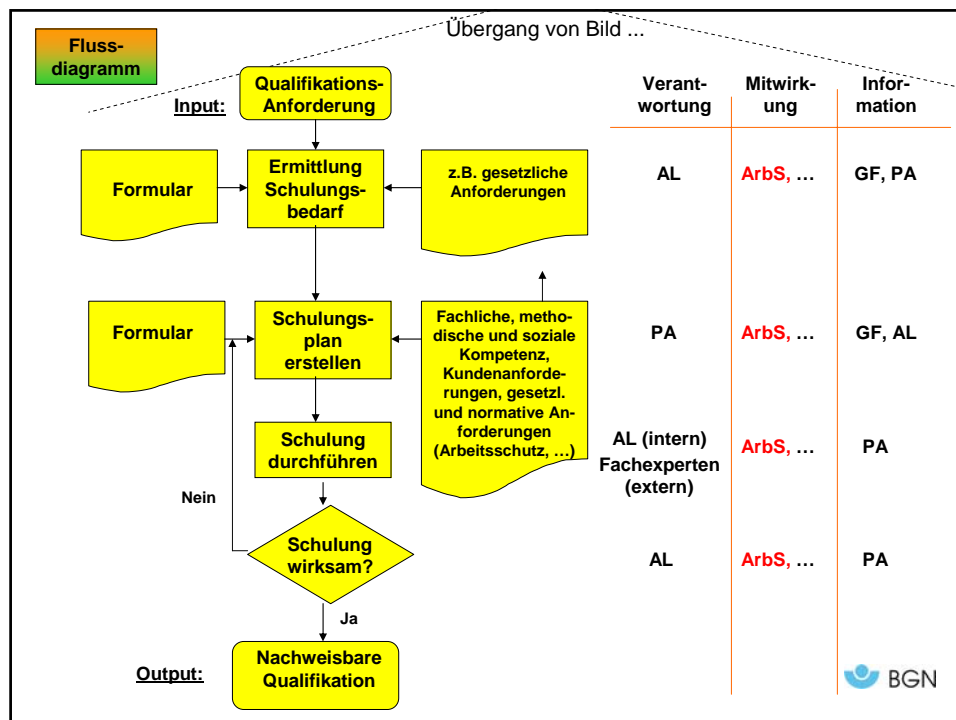 Übergang von Bild ...
Fluss-
diagramm
Input:
Qualifikations-
Anforderung
Verant-
wortung
Mitwirk-
ung
Infor-
mation
Formular
Ermittlung
Schulungs-
bedarf
z.B. gesetzliche
Anforderungen
AL
ArbS, …
GF, PA
Formular
Schulungs-
plan
erstellen
Fachliche, metho-
dische und soziale
Kompetenz,
Kundenanforde-
rungen, gesetzl.
und normative An-
forderungen
(Arbeitsschutz, …)
PA
ArbS, …
GF, AL
Schulung
durchführen
AL (intern)
Fachexperten
(extern)
ArbS, …
PA
Nein
Schulung
wirksam?
AL
ArbS, …
PA
Ja
Output:
Nachweisbare
Qualifikation
BGN